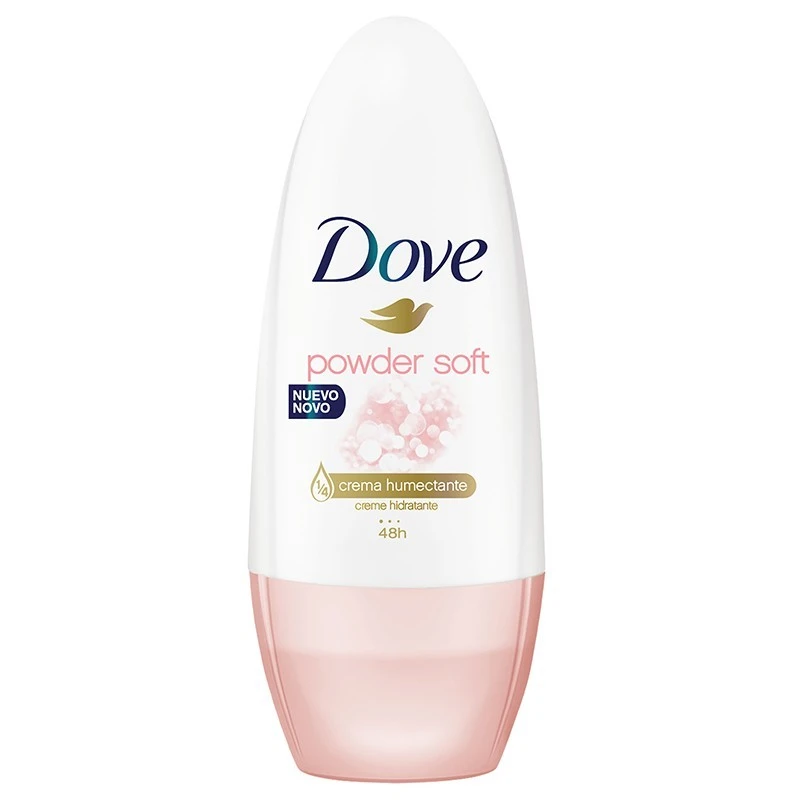 Dove
powder soft
NUEVO
NOVO
1/4
crema humectante
creme hidratante
48h